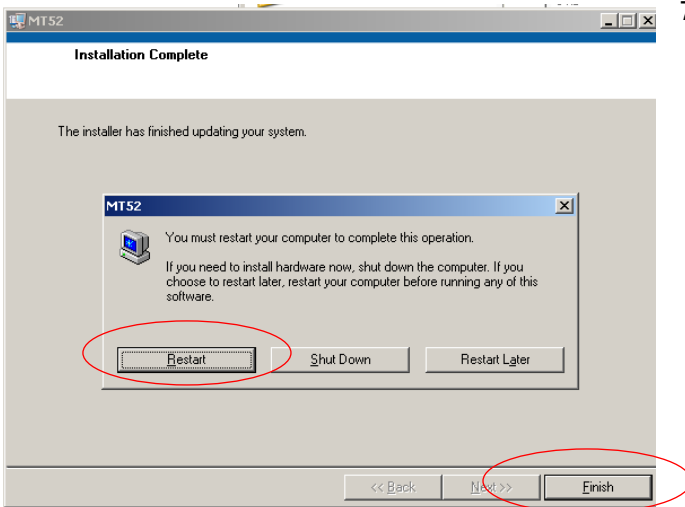 MT52
Installation Complete
The installer has finished updating your system.
MT52
You must restart your computer to complete this operation.
If you need to install hardware now, shut down the computer. If you
choose to restart later, restart your computer before running any of this
software.
Restart Shut Down Restart Later
<< Back Next >> Finish